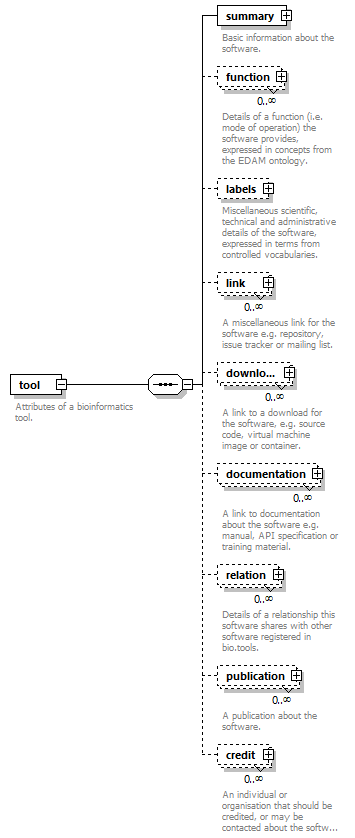 summary
Basic information about the
software.
function
0..∞
Details of a function (i.e.
mode of operation) the
software provides,
expressed in concepts from
the EDAM ontology.
labels
Miscellaneous scientific,
technical and administrative
details of the software,
expressed in terms from
controlled vocabularies.
link
0..∞
A miscellaneous link for the
software e.g. repository,
issue tracker or mailing list.
tool
Attributes of a bioinformatics
tool.
downlo...
0..∞
A link to a download for
the software, e.g. source
code, virtual machine
image or container.
documentation
0..∞
A link to documentation
about the software e.g.
manual, API specification or
training material.
relation
0..∞
Details of a relationship this
software shares with other
software registered in
bio.tools.
publication
0..∞
A publication about the
software.
credit
0..∞
An individual or
organisation that should be
credited, or may be
contacted about the softw...